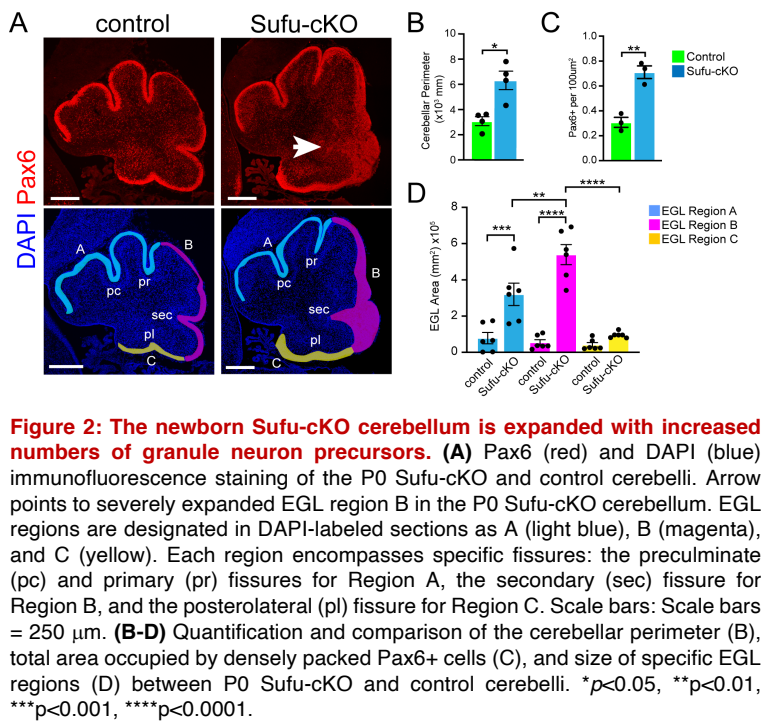 A
control
Sufu-cKO
DAPI Pax6
A
B
pc
pr
sec
pl
C
A
B
pc
pr
sec
pl
C
B
*
Cerebellar Perimeter
(x10³ mm)
8
6
4
2
0
C
**
Pax6+ per 100um²
1.0
0.8
0.6
0.4
0.2
0
Control
Sufu-cKO
D
**
****
***
****
EGL Area (mm²) x10⁵
8
6
4
2
0
control
Sufu-cKO
control
Sufu-cKO
control
Sufu-cKO
EGL Region A
EGL Region B
EGL Region C
Figure 2: The newborn Sufu-cKO cerebellum is expanded with increased
numbers of granule neuron precursors. (A) Pax6 (red) and DAPI (blue)
immunofluorescence staining of the P0 Sufu-cKO and control cerebelli. Arrow
points to severely expanded EGL region B in the P0 Sufu-cKO cerebellum. EGL
regions are designated in DAPI-labeled sections as A (light blue), B (magenta),
and C (yellow). Each region encompasses specific fissures: the preculminate
(pc) and primary (pr) fissures for Region A, the secondary (sec) fissure for
Region B, and the posterolateral (pl) fissure for Region C. Scale bars: Scale bars
= 250 μm. (B-D) Quantification and comparison of the cerebellar perimeter (B),
total area occupied by densely packed Pax6+ cells (C), and size of specific EGL
regions (D) between P0 Sufu-cKO and control cerebelli. *p<0.05, **p<0.01,
***p<0.001, ****p<0.0001.